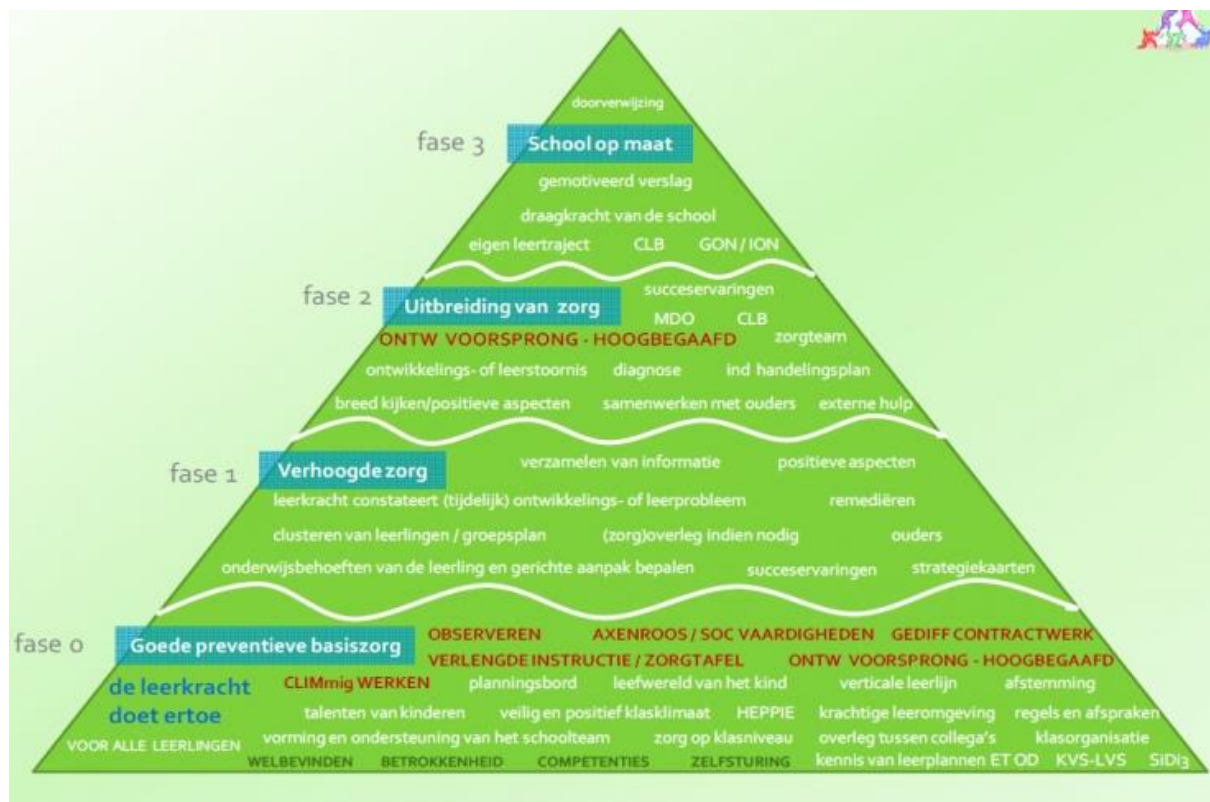 doorverwijzing
fase 3 School op maat
gemotiveerd verslag
draagkracht van de school
eigen leertraject CLB GON / ION
fase 2 Uitbreiding van zorg succeservaringen
MDO CLB
ONTW VOORSPRONG - HOOGBEGAAFD zorgteam
ontwikkelings- of leerstoornis diagnose ind handelingsplan
breed kijken/positieve aspecten samenwerken met ouders externe hulp
fase 1 Verhoogde zorg verzamelen van informatie positieve aspecten
leerkracht constateert (tijdelijk) ontwikkelings- of leerprobleem remediëren
clusteren van leerlingen / groepsplan (zorg)overleg indien nodig ouders
onderwijsbehoeften van de leerling en gerichte aanpak bepalen succeservaringen strategiekaarten
fase 0 Goede preventieve basiszorg OBSERVEREN AXENROOS / SOC VAARDIGHEDEN GEDIFF CONTRACTWERK
VERLENGDE INSTRUCTIE / ZORGTAFEL ONTW VOORSPRONG - HOOGBEGAAFD
de leerkracht CLIMmig WERKEN planningsbord leefwereld van het kind verticale leerlijn afstemming
doet ertoe talenten van kinderen veilig en positief klasklimaat HEPPIE krachtige leeromgeving regels en afspraken
VOOR ALLE LEERLINGEN vorming en ondersteuning van het schoolteam zorg op klasniveau overleg tussen collega's klasorganisatie
WELBEVINDEN BETROKKENHEID COMPETENTIES ZELFSTURING kennis van leerplannen ET OD KVS-LVS SiDi3